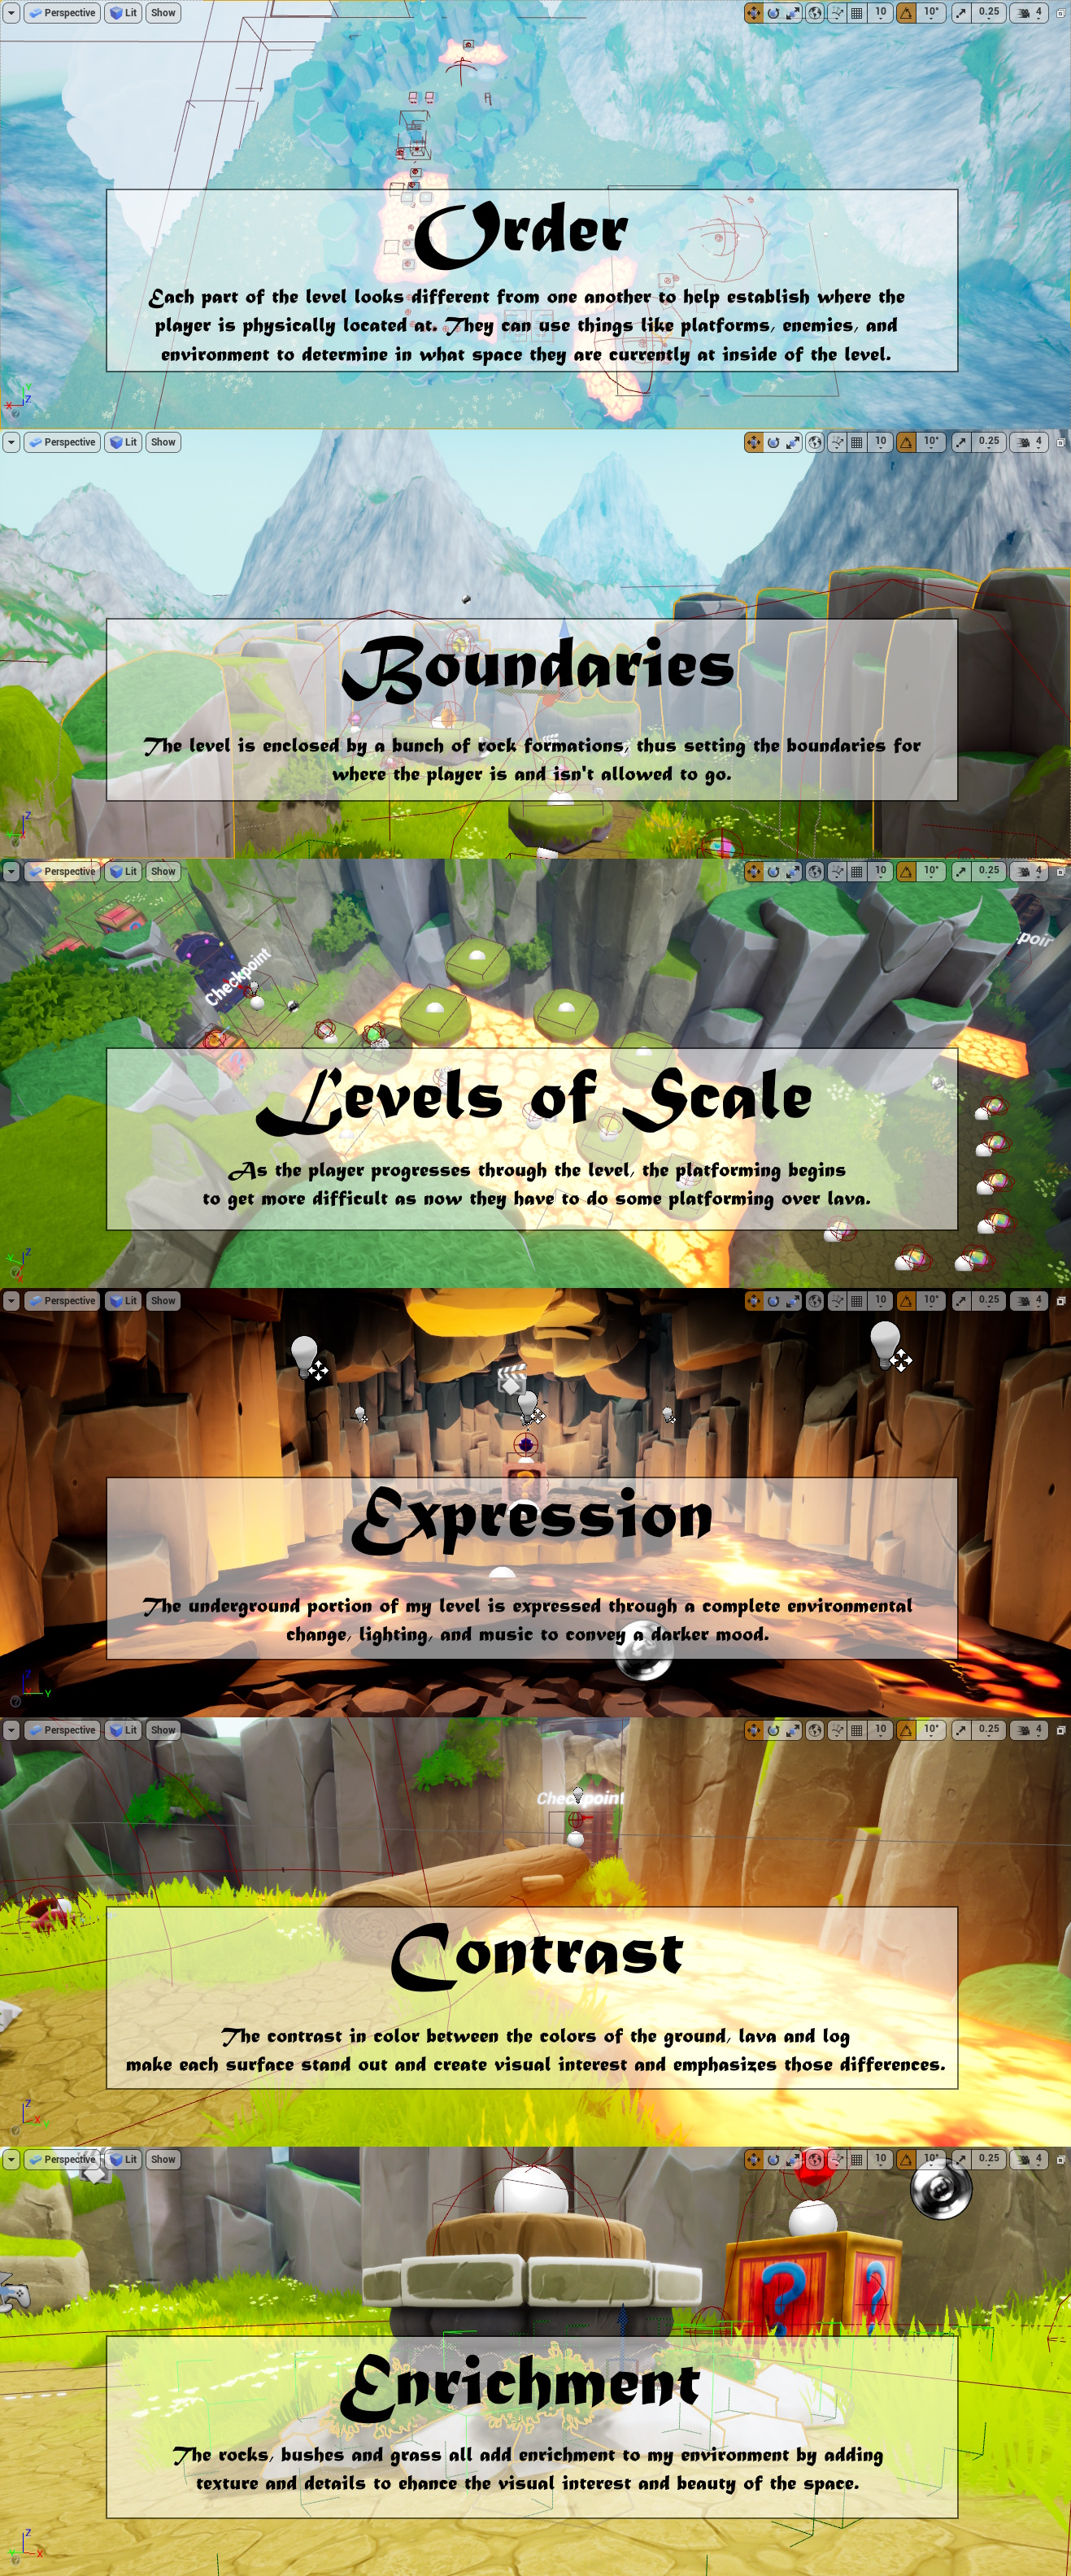 Perspective Lit Show 10 10° 0.25 4
Order
Each part of the level looks different from one another to help establish where the
player is physically located at. They can use things like platforms, enemies, and
environment to determine in what space they are currently at inside of the level.
X Y Z
Perspective Lit Show 10 10° 0.25 4
Boundaries
The level is enclosed by a bunch of rock formations, thus setting the boundaries for
where the player is and isn't allowed to go.
Z
Perspective Lit Show 10 10° 0.25 4
Checkpoint
Levels of Scale
As the player progresses through the level, the platforming begins
to get more difficult as now they have to do some platforming over lava.
Y Z
Perspective Lit Show 10 10° 0.25 4
Expression
The underground portion of my level is expressed through a complete environmental
change, lighting, and music to convey a darker mood.
Z
Y
Perspective Lit Show 10 10° 0.25 4
Checkpoint
Contrast
The contrast in color between the colors of the ground, lava and log
make each surface stand out and create visual interest and emphasizes those differences.
Z
X
Perspective Lit Show 10 10° 0.25 4
? ?
Enrichment
The rocks, bushes and grass all add enrichment to my environment by adding
texture and details to ehance the visual interest and beauty of the space.
Z
Y X